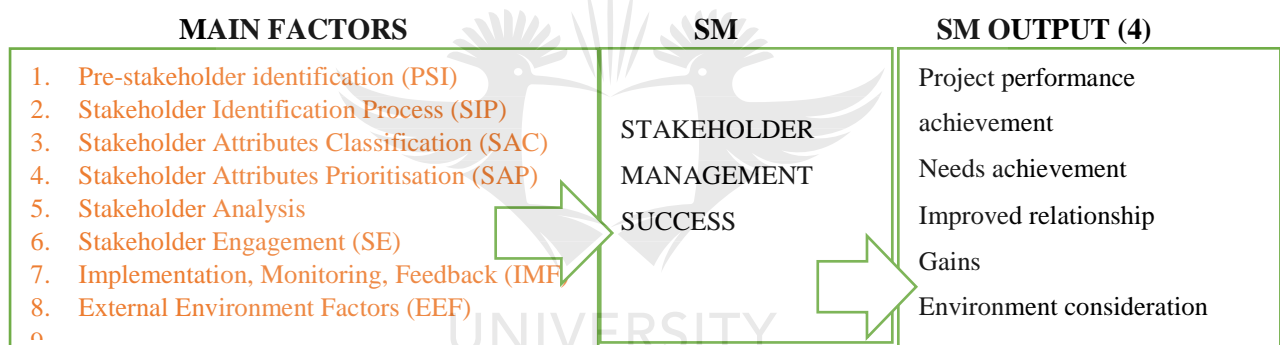 MAIN FACTORS
1. Pre-stakeholder identification (PSI)
2. Stakeholder Identification Process (SIP)
3. Stakeholder Attributes Classification (SAC)
4. Stakeholder Attributes Prioritisation (SAP)
5. Stakeholder Analysis
6. Stakeholder Engagement (SE)
7. Implementation, Monitoring, Feedback (IMF)
8. External Environment Factors (EEF)
9.
SM
STAKEHOLDER
MANAGEMENT
SUCCESS
SM OUTPUT (4)
Project performance
achievement
Needs achievement
Improved relationship
Gains
Environment consideration
UNIVERSITY